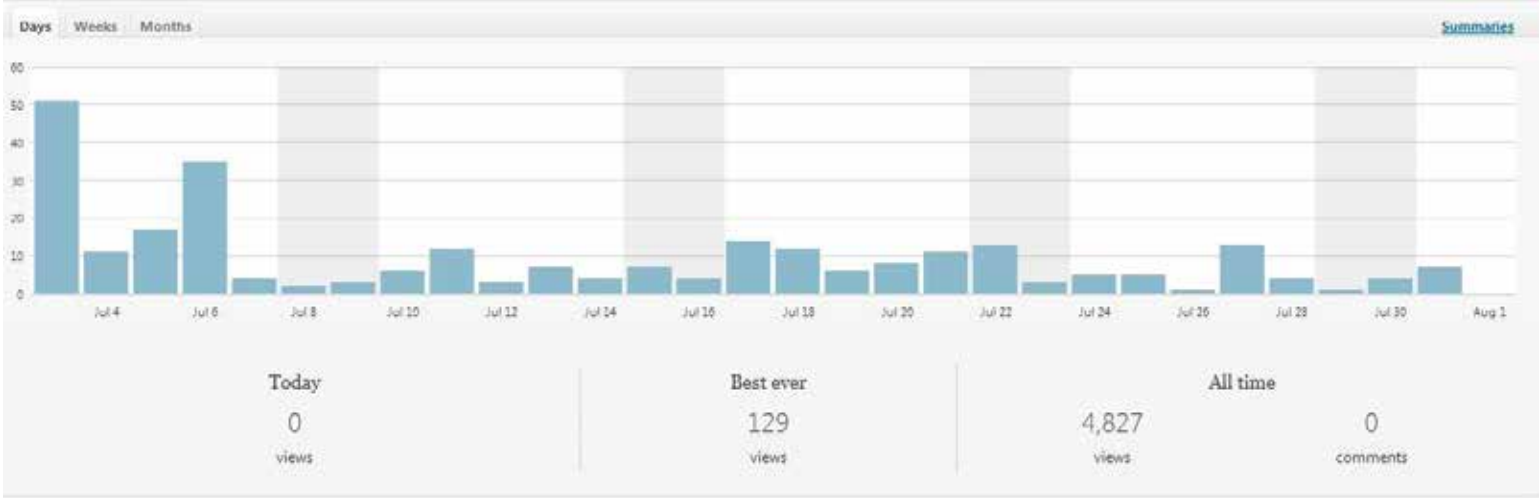 Days Weeks Months Summaries
60
50
40
30
20
10
0
Jul 4 Jul 6 Jul 8 Jul 10 Jul 12 Jul 14 Jul 16 Jul 18 Jul 20 Jul 22 Jul 24 Jul 26 Jul 28 Jul 30 Aug 1
Today Best ever All time
0 129 4,827 0
views views views comments